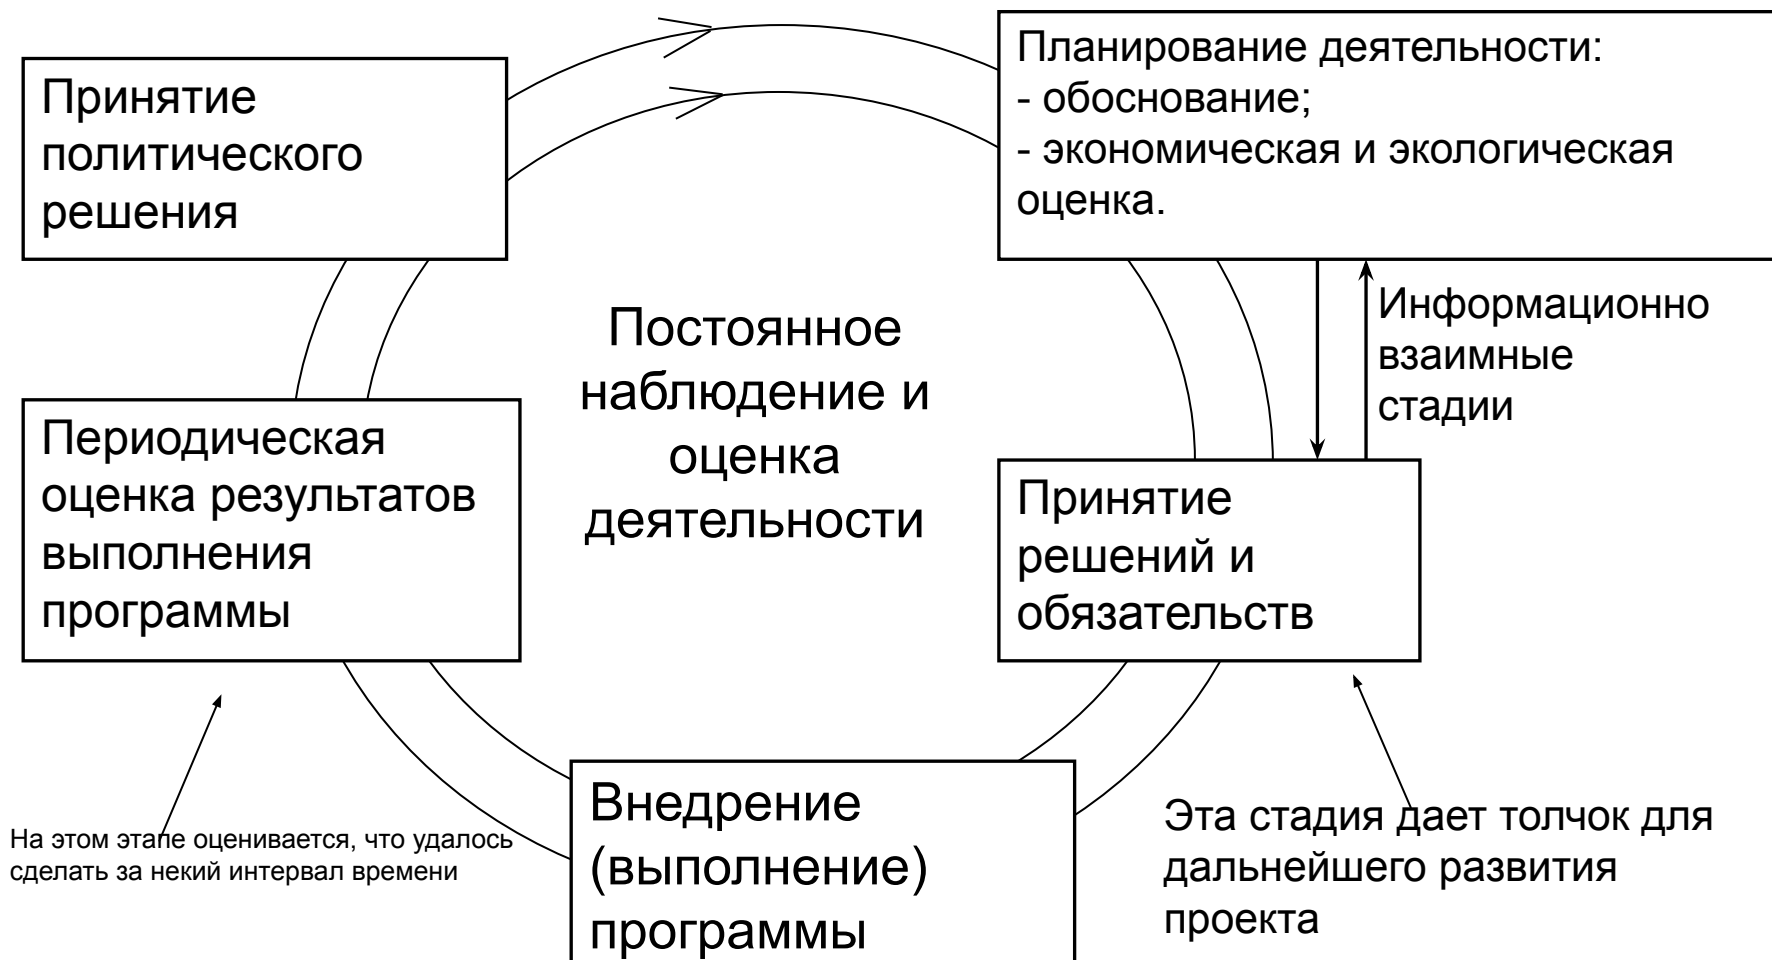 Принятие
политического
решения
Планирование деятельности:
- обоснование;
- экономическая и экологическая
оценка.
Информационно
взаимные
стадии
Постоянное
наблюдение и
оценка
деятельности
Периодическая
оценка результатов
выполнения
программы
Принятие
решений и
обязательств
На этом этапе оценивается, что удалось
сделать за некий интервал времени
Внедрение
(выполнение)
программы
Эта стадия дает толчок для
дальнейшего развития
проекта